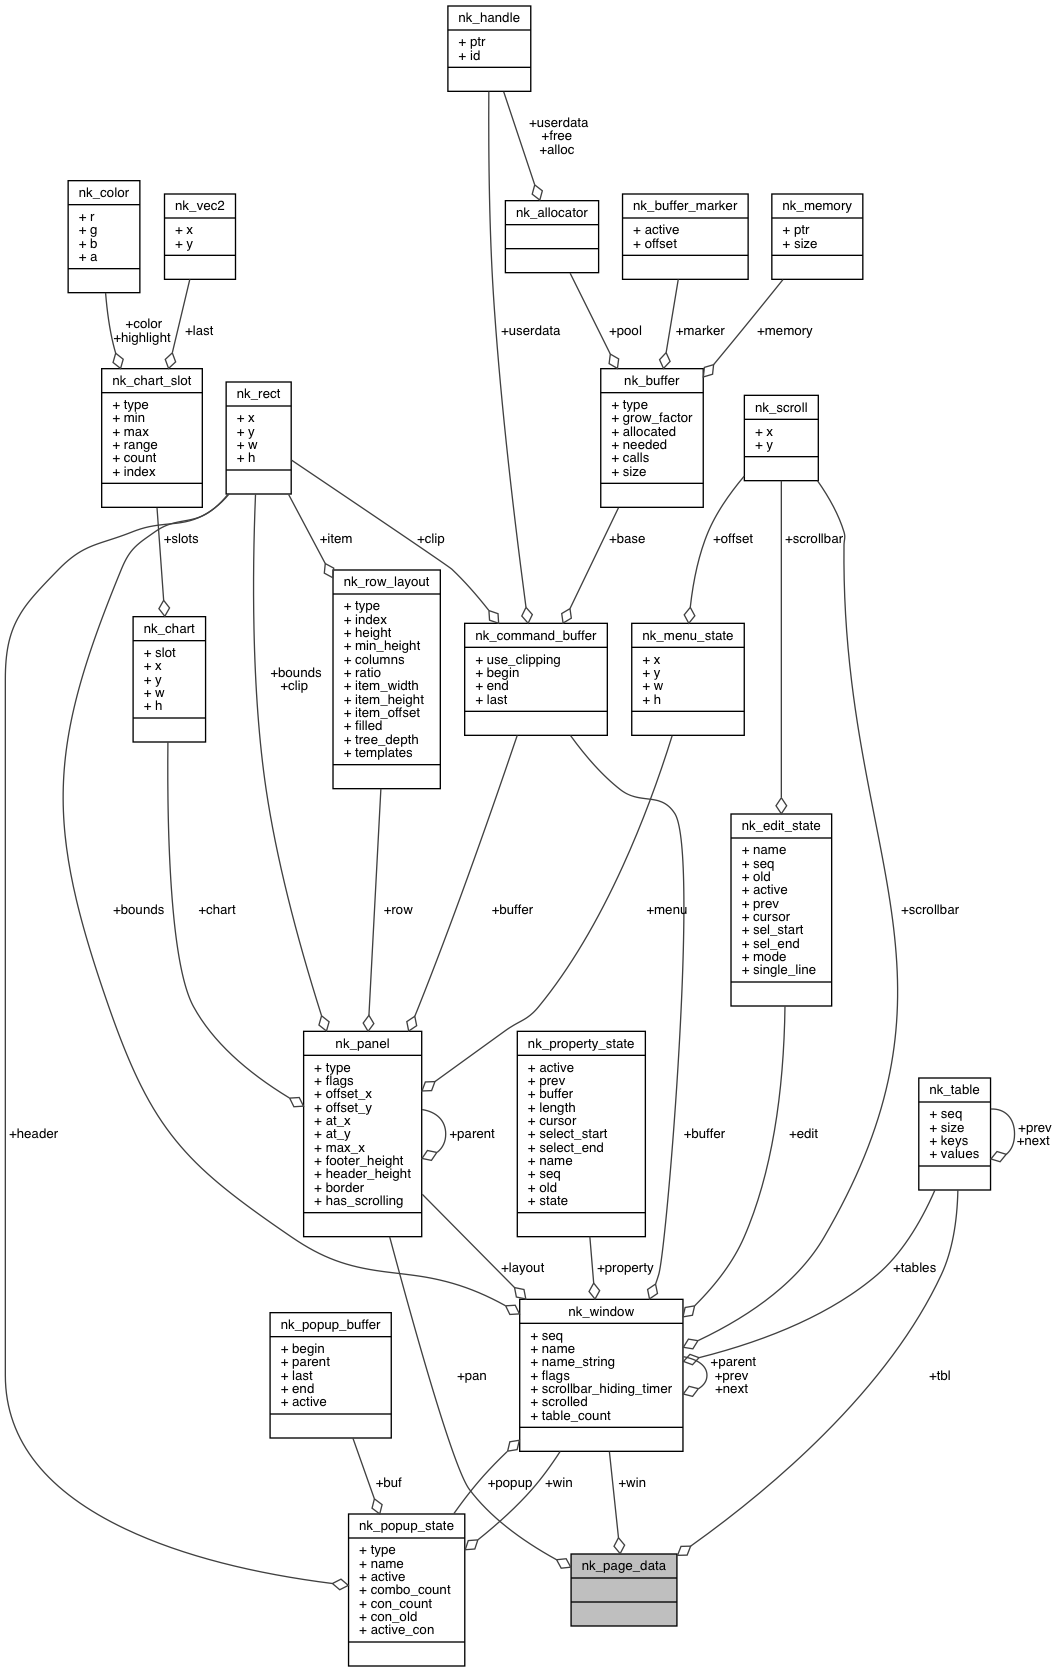 nk_handle
+ ptr
+ id
+userdata
+free
+alloc
nk_color
+ r
+ g
+ b
+ a
nk_vec2
+ x
+ y
nk_allocator
nk_buffer_marker
+ active
+ offset
nk_memory
+ ptr
+ size
+color
+highlight
+last
+userdata
+pool
+marker
+memory
nk_chart_slot
+ type
+ min
+ max
+ range
+ count
+ index
nk_rect
+ x
+ y
+ w
+ h
nk_buffer
+ type
+ grow_factor
+ allocated
+ needed
+ calls
+ size
nk_scroll
+ x
+ y
+slots
+item
+clip
+base
+offset
+scrollbar
nk_chart
+ slot
+ x
+ y
+ w
+ h
+bounds
+clip
nk_row_layout
+ type
+ index
+ height
+ min_height
+ columns
+ ratio
+ item_width
+ item_height
+ item_offset
+ filled
+ tree_depth
+ templates
nk_command_buffer
+ use_clipping
+ begin
+ end
+ last
nk_menu_state
+ x
+ y
+ w
+ h
nk_edit_state
+ name
+ seq
+ old
+ active
+ prev
+ cursor
+ sel_start
+ sel_end
+ mode
+ single_line
+bounds
+chart
+row
+buffer
+menu
+scrollbar
nk_panel
+ type
+ flags
+ offset_x
+ offset_y
+ at_x
+ at_y
+ max_x
+ footer_height
+ header_height
+ border
+ has_scrolling
+parent
nk_property_state
+ active
+ prev
+ buffer
+ length
+ cursor
+ select_start
+ select_end
+ name
+ seq
+ old
+ state
nk_table
+ seq
+ size
+ keys
+ values
+prev
+next
+header
+buffer
+edit
+layout
+property
+tables
nk_popup_buffer
+ begin
+ parent
+ last
+ end
+ active
nk_window
+ seq
+ name
+ name_string
+ flags
+ scrollbar_hiding_timer
+ scrolled
+ table_count
+parent
+prev
+next
+pan
+tbl
+buf
+popup
+win
+win
nk_popup_state
+ type
+ name
+ active
+ combo_count
+ con_count
+ con_old
+ active_con
nk_page_data